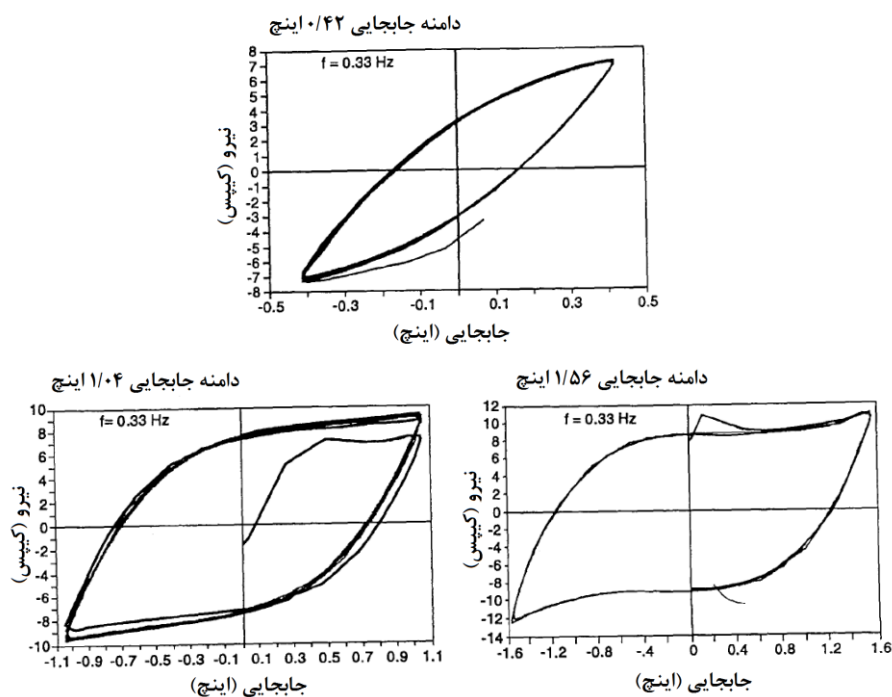 دامنه جابجایی ۰/۴۲ اینچ
f = 0.33 Hz
نیرو (کیپس)
8
7
6
5
4
3
2
1
0
-1
-2
-3
-4
-5
-6
-7
-8
-0.5 -0.3 -0.1 0.1 0.3 0.5
جابجایی (اینچ)
دامنه جابجایی ۱/۰۴ اینچ
f= 0.33 Hz
نیرو (کیپس)
10
8
6
4
2
0
-2
-4
-6
-8
-10
-1.1 -0.9 -0.7 -0.5 -0.3 -0.1 0.1 0.3 0.5 0.7 0.9 1.1
جابجایی (اینچ)
دامنه جابجایی ۱/۵۶ اینچ
f = 0.33 Hz
نیرو (کیپس)
12
10
8
6
4
2
0
-2
-4
-6
-8
-10
-12
-14
-1.6 -1.2 -.8 -.4 0 0.4 0.8 1.2 1.6
جابجایی (اینچ)